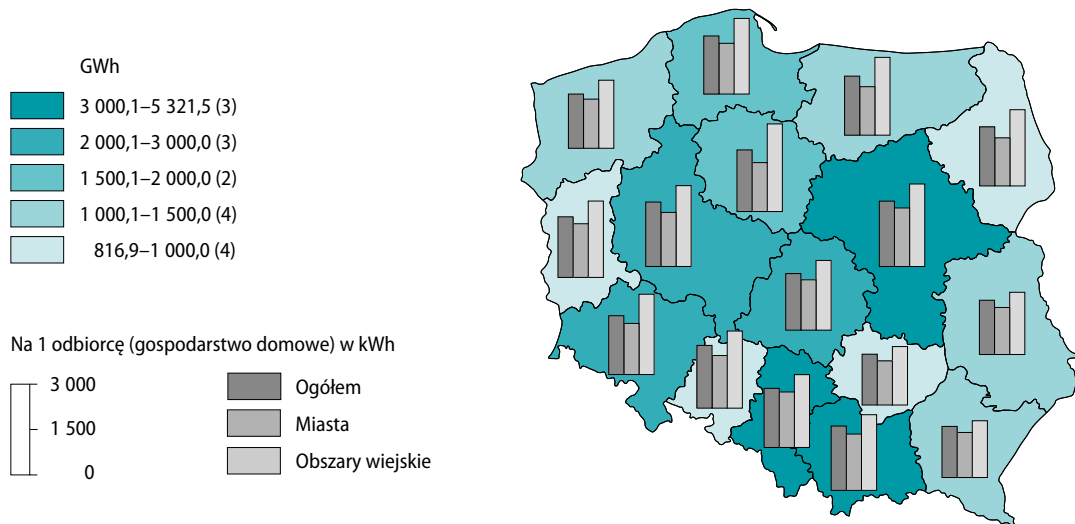 GWh
3 000,1–5 321,5 (3)
2 000,1–3 000,0 (3)
1 500,1–2 000,0 (2)
1 000,1–1 500,0 (4)
816,9–1 000,0 (4)
Na 1 odbiorcę (gospodarstwo domowe) w kWh
3 000
1 500
0
Ogółem
Miasta
Obszary wiejskie